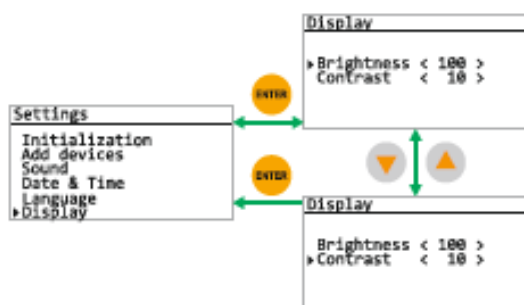 Display
▸Brightness < 100 >
Contrast < 10 >
ENTER
Settings
Initialization
Add devices
Sound
Date & Time
Language
▸Display
ENTER
Display
Brightness < 100 >
▸Contrast < 10 >